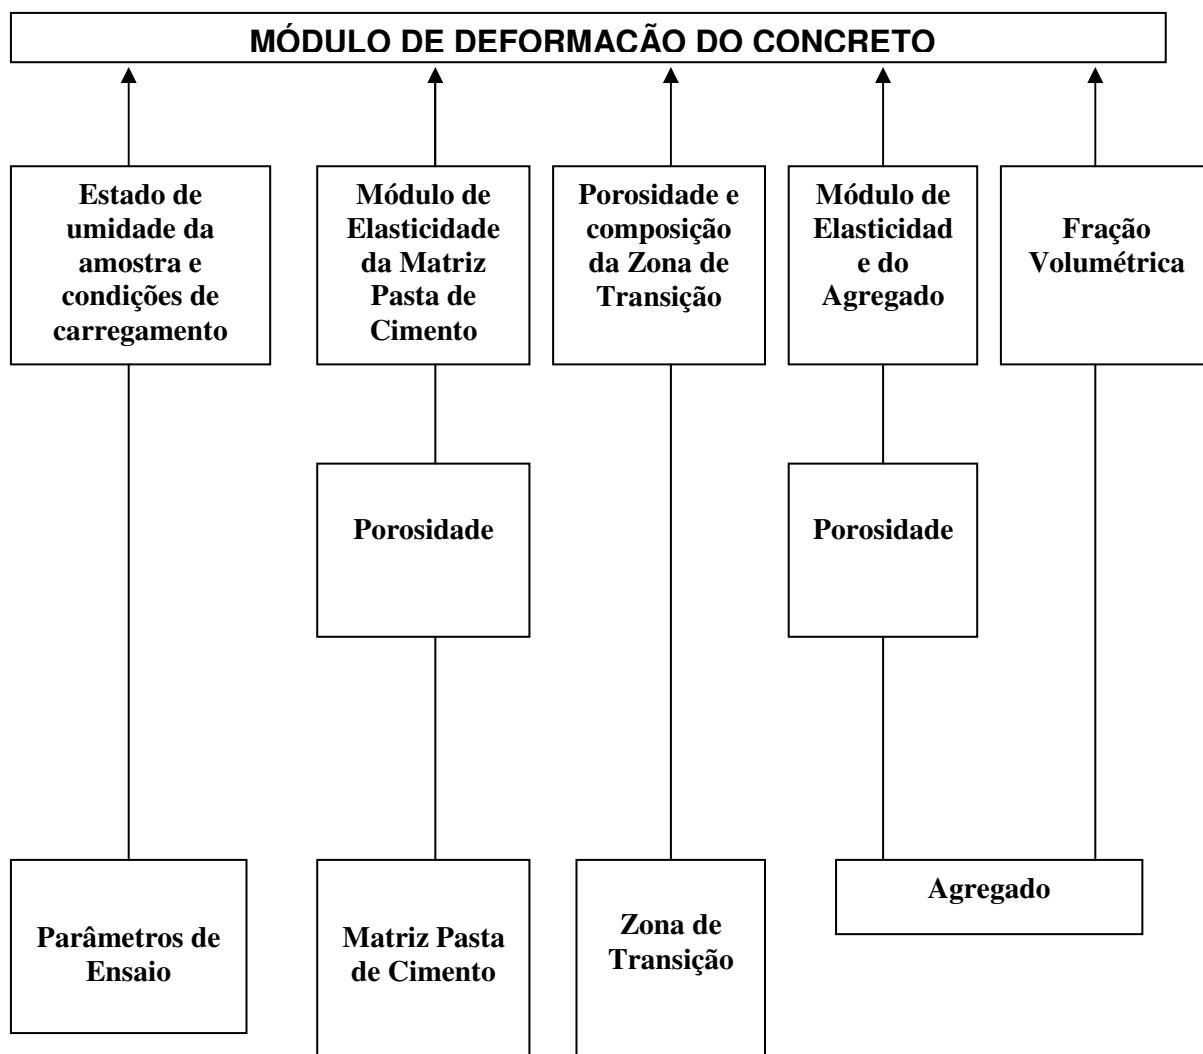 MÓDULO DE DEFORMAÇÃO DO CONCRETO
Estado de
umidade da
amostra e
condições de
carregamento
Módulo de
Elasticidade
da Matriz
Pasta de
Cimento
Porosidade e
composição
da Zona de
Transição
Módulo de
Elasticidad
e do
Agregado
Fração
Volumétrica
Porosidade
Porosidade
Parâmetros de
Ensaio
Matriz Pasta
de Cimento
Zona de
Transição
Agregado